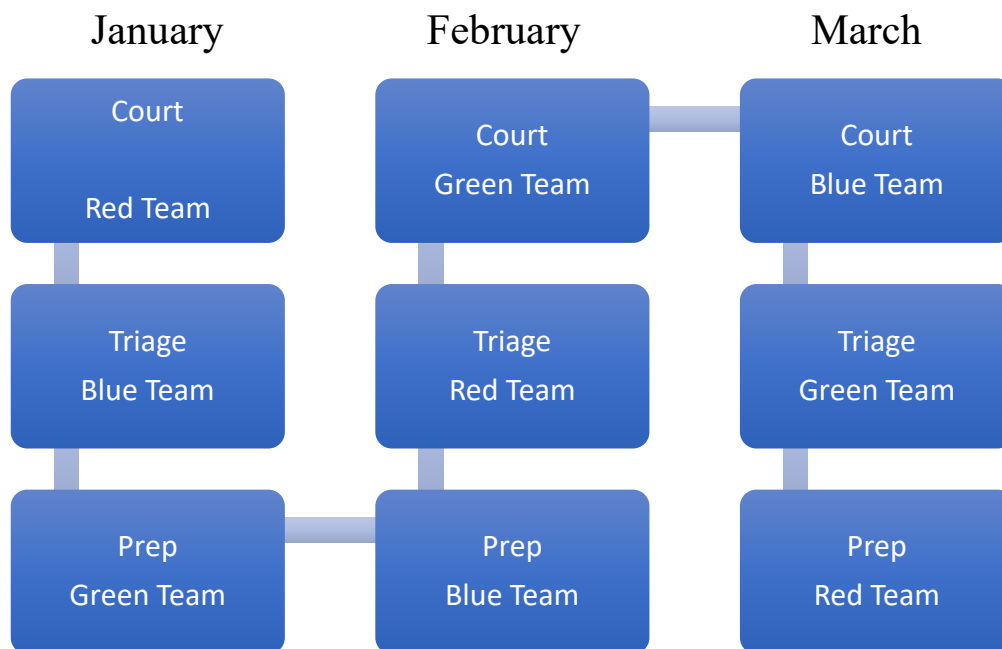 January
February
March
Court
Red Team
Court
Green Team
Court
Blue Team
Triage
Blue Team
Triage
Red Team
Triage
Green Team
Prep
Green Team
Prep
Blue Team
Prep
Red Team